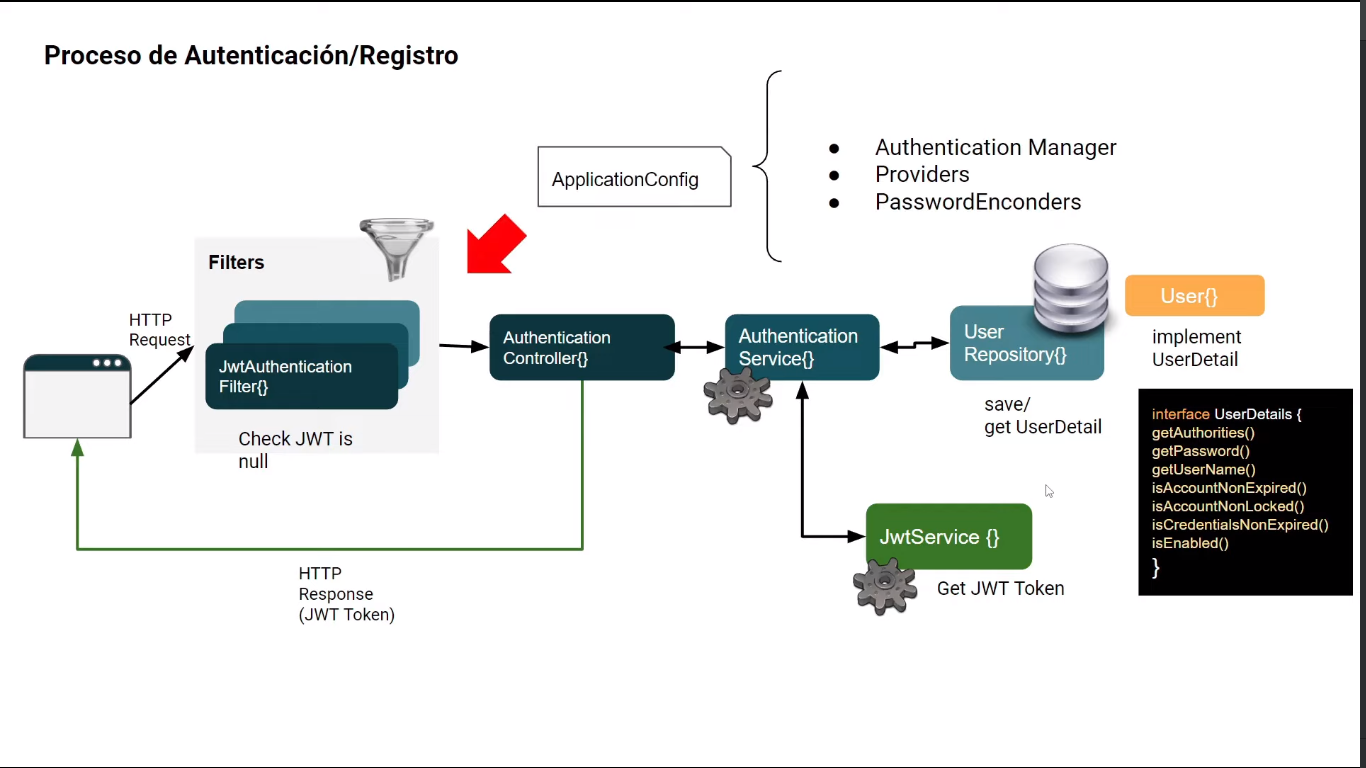 Proceso de Autenticación/Registro
ApplicationConfig
● Authentication Manager
● Providers
● PasswordEnconders
Filters
HTTP
Request
JwtAuthentication
Filter{}
Check JWT is
null
Authentication
Controller{}
Authentication
Service{}
User
Repository{}
save/
get UserDetail
User{}
implement
UserDetail
interface UserDetails {
getAuthorities()
getPassword()
getUserName()
isAccountNonExpired()
isAccountNonLocked()
isCredentialsNonExpired()
isEnabled()
}
JwtService {}
Get JWT Token
HTTP
Response
(JWT Token)